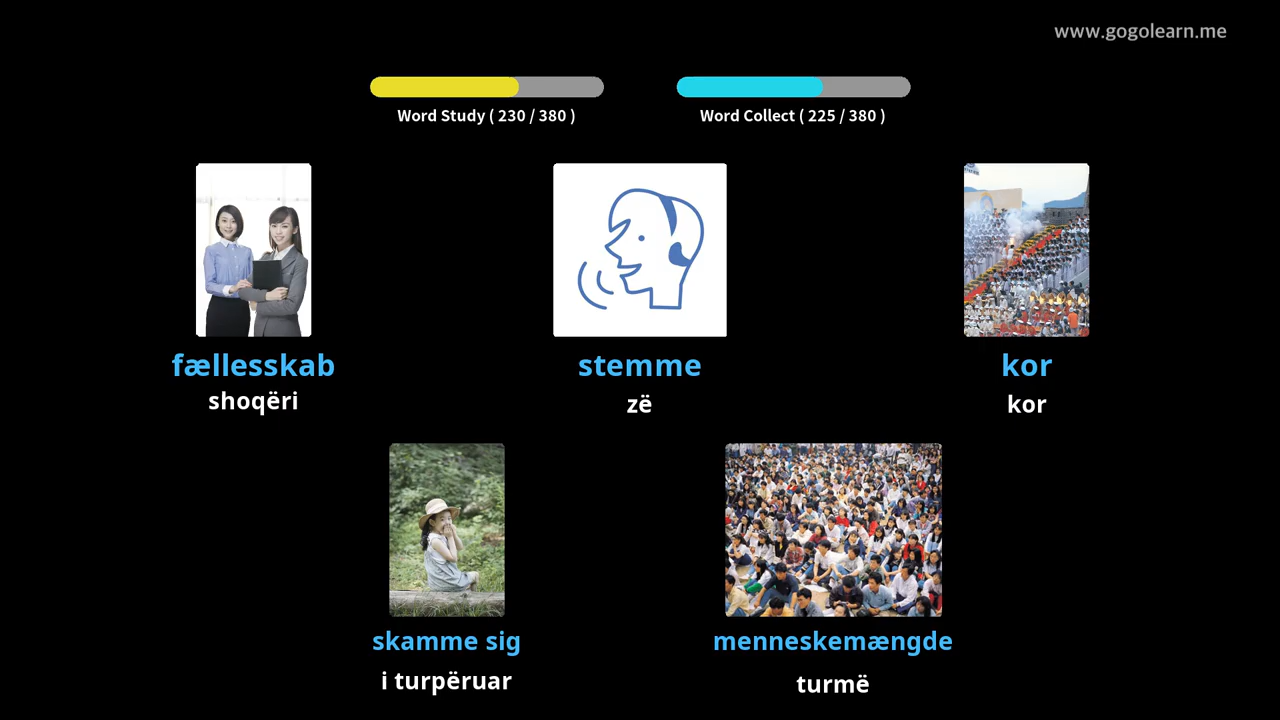 www.gogolearn.me
Word Study ( 230 / 380 )
Word Collect ( 225 / 380 )
fællesskab
shoqëri
stemme
zë
kor
kor
skamme sig
i turpëruar
menneskemængde
turmë